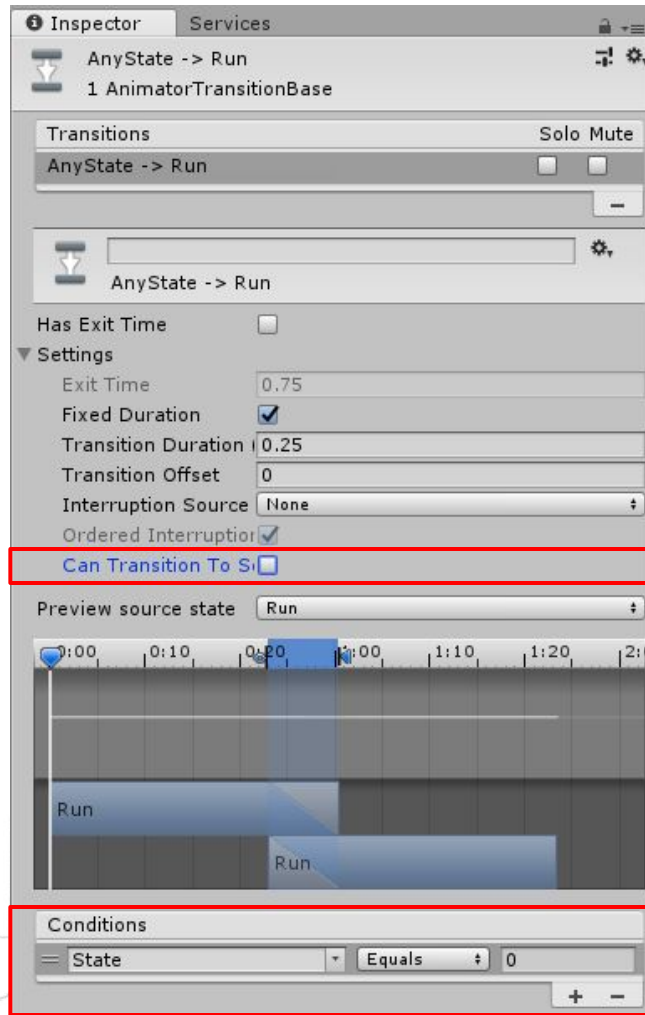 Inspector Services
AnyState -> Run
1 AnimatorTransitionBase
Transitions Solo Mute
AnyState -> Run
AnyState -> Run
Has Exit Time
Settings
Exit Time 0.75
Fixed Duration
Transition Duration ( 0.25
Transition Offset 0
Interruption Source None
Ordered Interruption
Can Transition To S
Preview source state Run
0:00 0:10 0:20 1:00 1:10 1:20 2:
Run
Run
Conditions
= State Equals 0
+ -